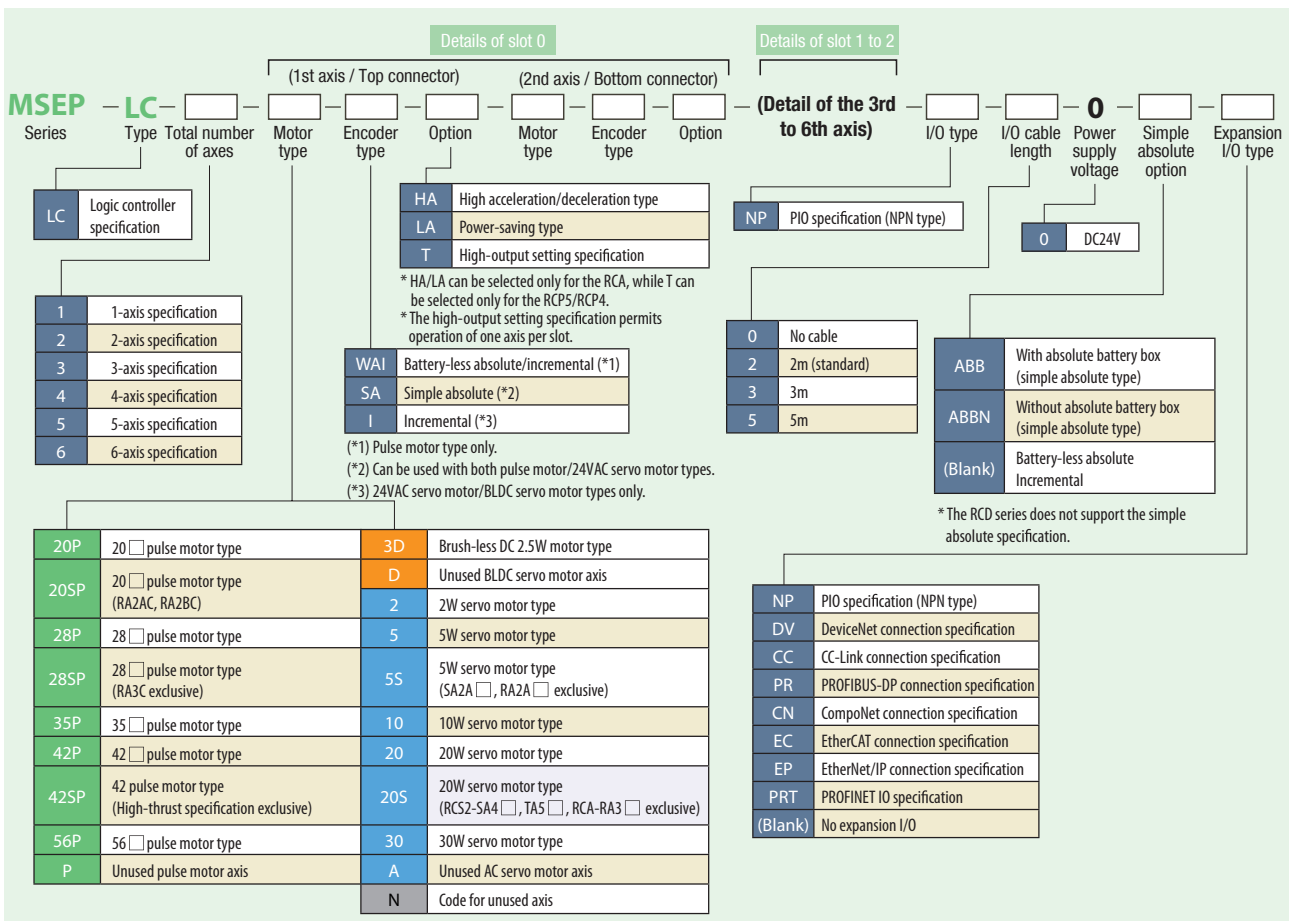 Details of slot 0
Details of slot 1 to 2
(1st axis / Top connector)
(2nd axis / Bottom connector)
MSEP – LC – □ – □ – □ – □ – □ – □ – □ – (Detail of the 3rd to 6th axis) – □ – □ – 0 – □ – □
Series
Type
Total number
of axes
Motor
type
Encoder
type
Option
Motor
type
Encoder
type
Option
I/O type
I/O cable
length
Power
supply
voltage
Simple
absolute
option
Expansion
I/O type
LC Logic controller
specification
1 1-axis specification
2 2-axis specification
3 3-axis specification
4 4-axis specification
5 5-axis specification
6 6-axis specification
HA High acceleration/deceleration type
LA Power-saving type
T High-output setting specification
* HA/LA can be selected only for the RCA, while T can
be selected only for the RCP5/RCP4.
* The high-output setting specification permits
operation of one axis per slot.
WAI Battery-less absolute/incremental (*1)
SA Simple absolute (*2)
I Incremental (*3)
(*1) Pulse motor type only.
(*2) Can be used with both pulse motor/24VAC servo motor types.
(*3) 24VAC servo motor/BLDC servo motor types only.
NP PIO specification (NPN type)
0 DC24V
0 No cable
2 2m (standard)
3 3m
5 5m
ABB With absolute battery box
(simple absolute type)
ABBN Without absolute battery box
(simple absolute type)
(Blank) Battery-less absolute
Incremental
* The RCD series does not support the simple
absolute specification.
20P 20 □ pulse motor type
20SP 20 □ pulse motor type
(RA2AC, RA2BC)
28P 28 □ pulse motor type
28SP 28 □ pulse motor type
(RA3C exclusive)
35P 35 □ pulse motor type
42P 42 □ pulse motor type
42SP 42 pulse motor type
(High-thrust specification exclusive)
56P 56 □ pulse motor type
P Unused pulse motor axis
3D Brush-less DC 2.5W motor type
D Unused BLDC servo motor axis
2 2W servo motor type
5 5W servo motor type
5S 5W servo motor type
(SA2A □ , RA2A □ exclusive)
10 10W servo motor type
20 20W servo motor type
20S 20W servo motor type
(RCS2-SA4 □ , TA5 □ , RCA-RA3 □ exclusive)
30 30W servo motor type
A Unused AC servo motor axis
N Code for unused axis
NP PIO specification (NPN type)
DV DeviceNet connection specification
CC CC-Link connection specification
PR PROFIBUS-DP connection specification
CN CompoNet connection specification
EC EtherCAT connection specification
EP EtherNet/IP connection specification
PRT PROFINET IO specification
(Blank) No expansion I/O